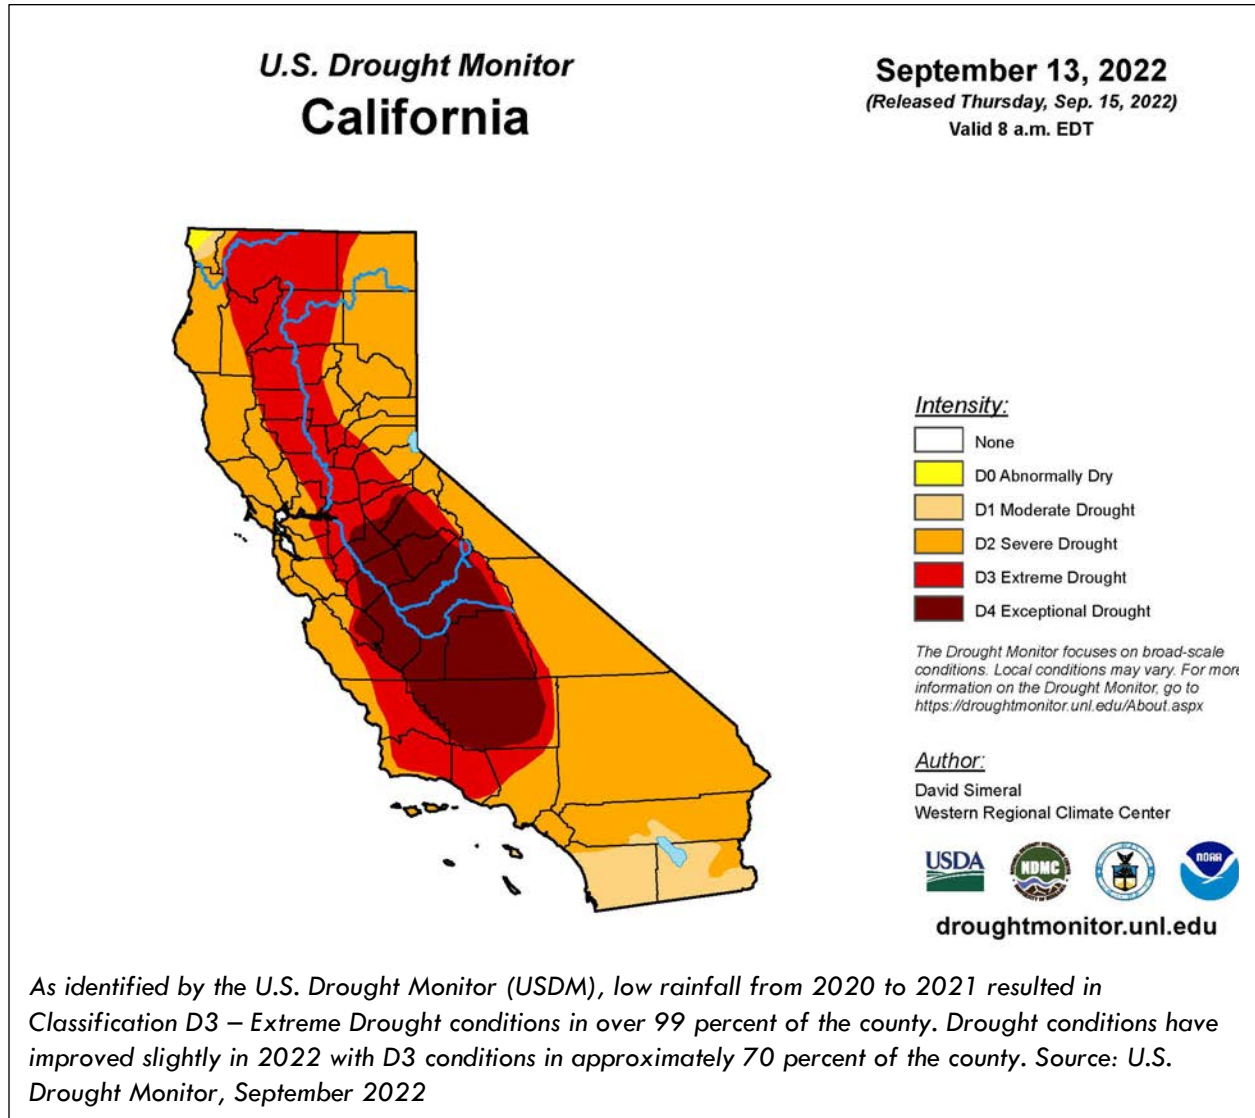 U.S. Drought Monitor
California
September 13, 2022
(Released Thursday, Sep. 15, 2022)
Valid 8 a.m. EDT
Intensity:
None
D0 Abnormally Dry
D1 Moderate Drought
D2 Severe Drought
D3 Extreme Drought
D4 Exceptional Drought
The Drought Monitor focuses on broad-scale
conditions. Local conditions may vary. For more
information on the Drought Monitor, go to
https://droughtmonitor.unl.edu/About.aspx
Author:
David Simeral
Western Regional Climate Center
USDA
NDMC
NOAA
droughtmonitor.unl.edu
As identified by the U.S. Drought Monitor (USDM), low rainfall from 2020 to 2021 resulted in
Classification D3 – Extreme Drought conditions in over 99 percent of the county. Drought conditions have
improved slightly in 2022 with D3 conditions in approximately 70 percent of the county. Source: U.S.
Drought Monitor, September 2022